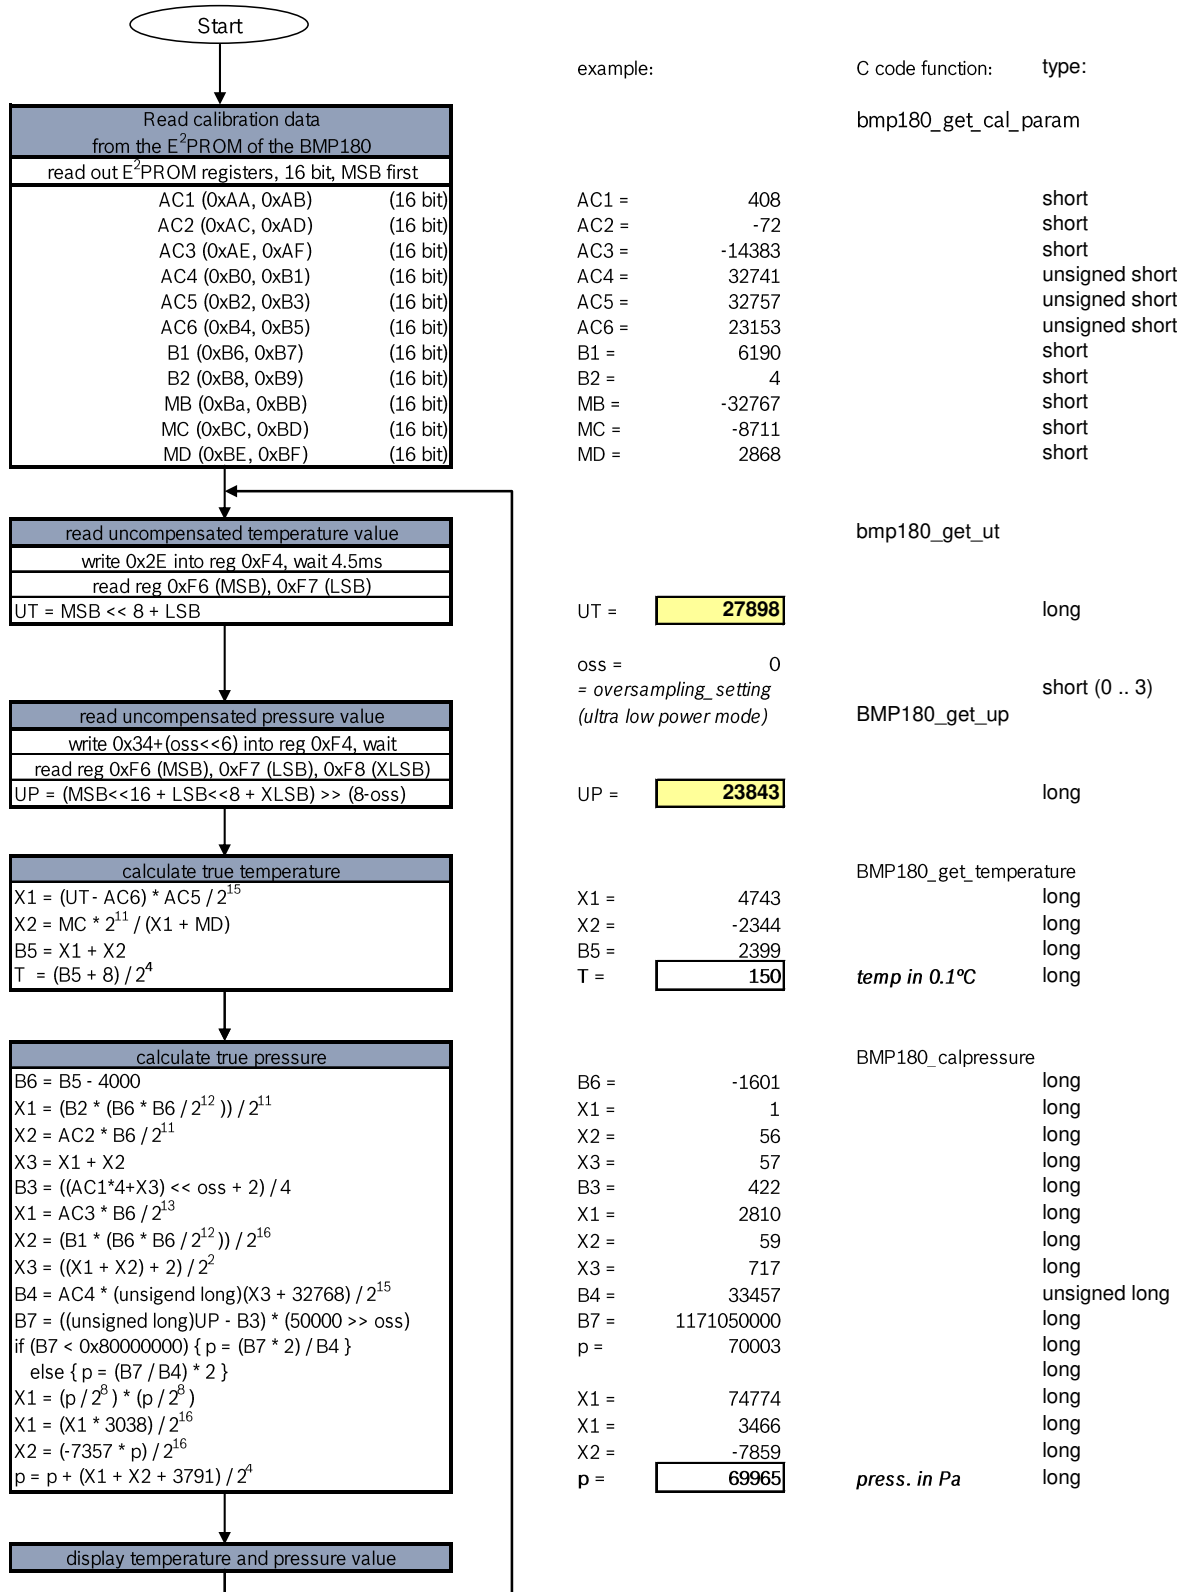 Start
example: C code function: type:
Read calibration data bmp180_get_cal_param
from the E²PROM of the BMP180
read out E²PROM registers, 16 bit, MSB first
AC1 (0xAA, 0xAB) (16 bit) AC1 = 408 short
AC2 (0xAC, 0xAD) (16 bit) AC2 = -72 short
AC3 (0xAE, 0xAF) (16 bit) AC3 = -14383 short
AC4 (0xB0, 0xB1) (16 bit) AC4 = 32741 unsigned short
AC5 (0xB2, 0xB3) (16 bit) AC5 = 32757 unsigned short
AC6 (0xB4, 0xB5) (16 bit) AC6 = 23153 unsigned short
B1 (0xB6, 0xB7) (16 bit) B1 = 6190 short
B2 (0xB8, 0xB9) (16 bit) B2 = 4 short
MB (0xBa, 0xBB) (16 bit) MB = -32767 short
MC (0xBC, 0xBD) (16 bit) MC = -8711 short
MD (0xBE, 0xBF) (16 bit) MD = 2868 short
read uncompensated temperature value bmp180_get_ut
write 0x2E into reg 0xF4, wait 4.5ms
read reg 0xF6 (MSB), 0xF7 (LSB)
UT = MSB << 8 + LSB UT = 27898 long
oss = 0
= oversampling_setting short (0 .. 3)
read uncompensated pressure value (ultra low power mode) BMP180_get_up
write 0x34+(oss<<6) into reg 0xF4, wait
read reg 0xF6 (MSB), 0xF7 (LSB), 0xF8 (XLSB)
UP = (MSB<<16 + LSB<<8 + XLSB) >> (8-oss) UP = 23843 long
calculate true temperature BMP180_get_temperature
X1 = (UT - AC6) * AC5 / 2¹⁵ X1 = 4743 long
X2 = MC * 2¹¹ / (X1 + MD) X2 = -2344 long
B5 = X1 + X2 B5 = 2399 long
T = (B5 + 8) / 2⁴ T = 150 temp in 0.1ºC long
calculate true pressure BMP180_calpressure
B6 = B5 - 4000 B6 = -1601 long
X1 = (B2 * (B6 * B6 / 2¹² )) / 2¹¹ X1 = 1 long
X2 = AC2 * B6 / 2¹¹ X2 = 56 long
X3 = X1 + X2 X3 = 57 long
B3 = ((AC1*4+X3) << oss + 2) / 4 B3 = 422 long
X1 = AC3 * B6 / 2¹³ X1 = 2810 long
X2 = (B1 * (B6 * B6 / 2¹² )) / 2¹⁶ X2 = 59 long
X3 = ((X1 + X2) + 2) / 2² X3 = 717 long
B4 = AC4 * (unsigend long)(X3 + 32768) / 2¹⁵ B4 = 33457 unsigned long
B7 = ((unsigned long)UP - B3) * (50000 >> oss) B7 = 1171050000 long
if (B7 < 0x80000000) { p = (B7 * 2) / B4 } p = 70003 long
else { p = (B7 / B4) * 2 } long
X1 = (p / 2⁸ ) * (p / 2⁸ ) X1 = 74774 long
X1 = (X1 * 3038) / 2¹⁶ X1 = 3466 long
X2 = (-7357 * p) / 2¹⁶ X2 = -7859 long
p = p + (X1 + X2 + 3791) / 2⁴ p = 69965 press. in Pa long
display temperature and pressure value